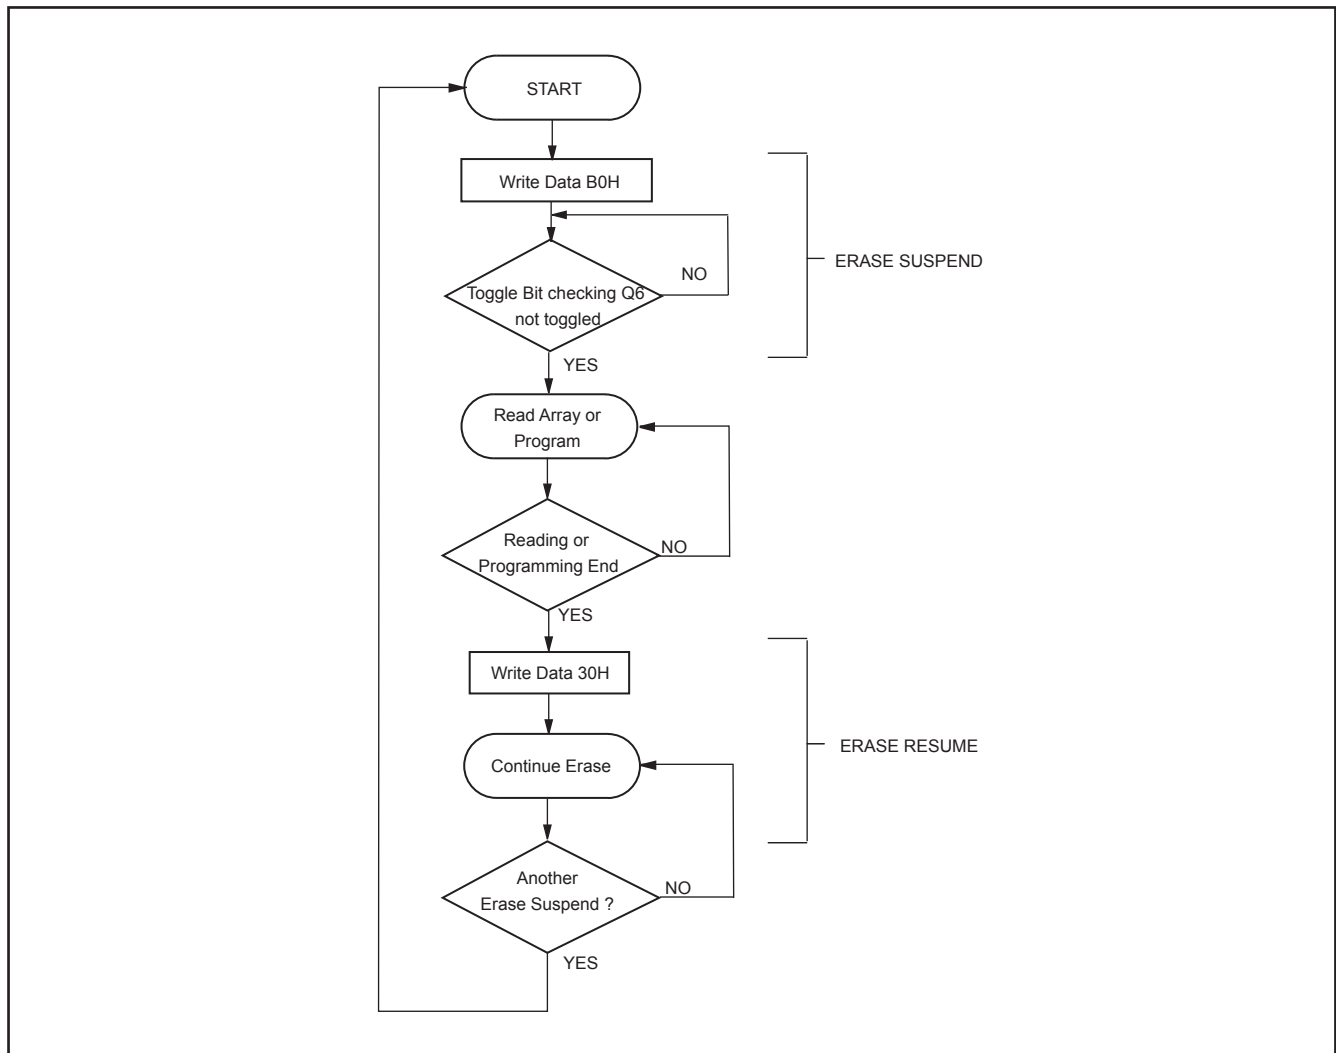 START
Write Data B0H
ERASE SUSPEND
NO
Toggle Bit checking Q6
not toggled
YES
Read Array or
Program
Reading or
Programming End
NO
YES
Write Data 30H
ERASE RESUME
Continue Erase
Another
Erase Suspend ?
NO
YES